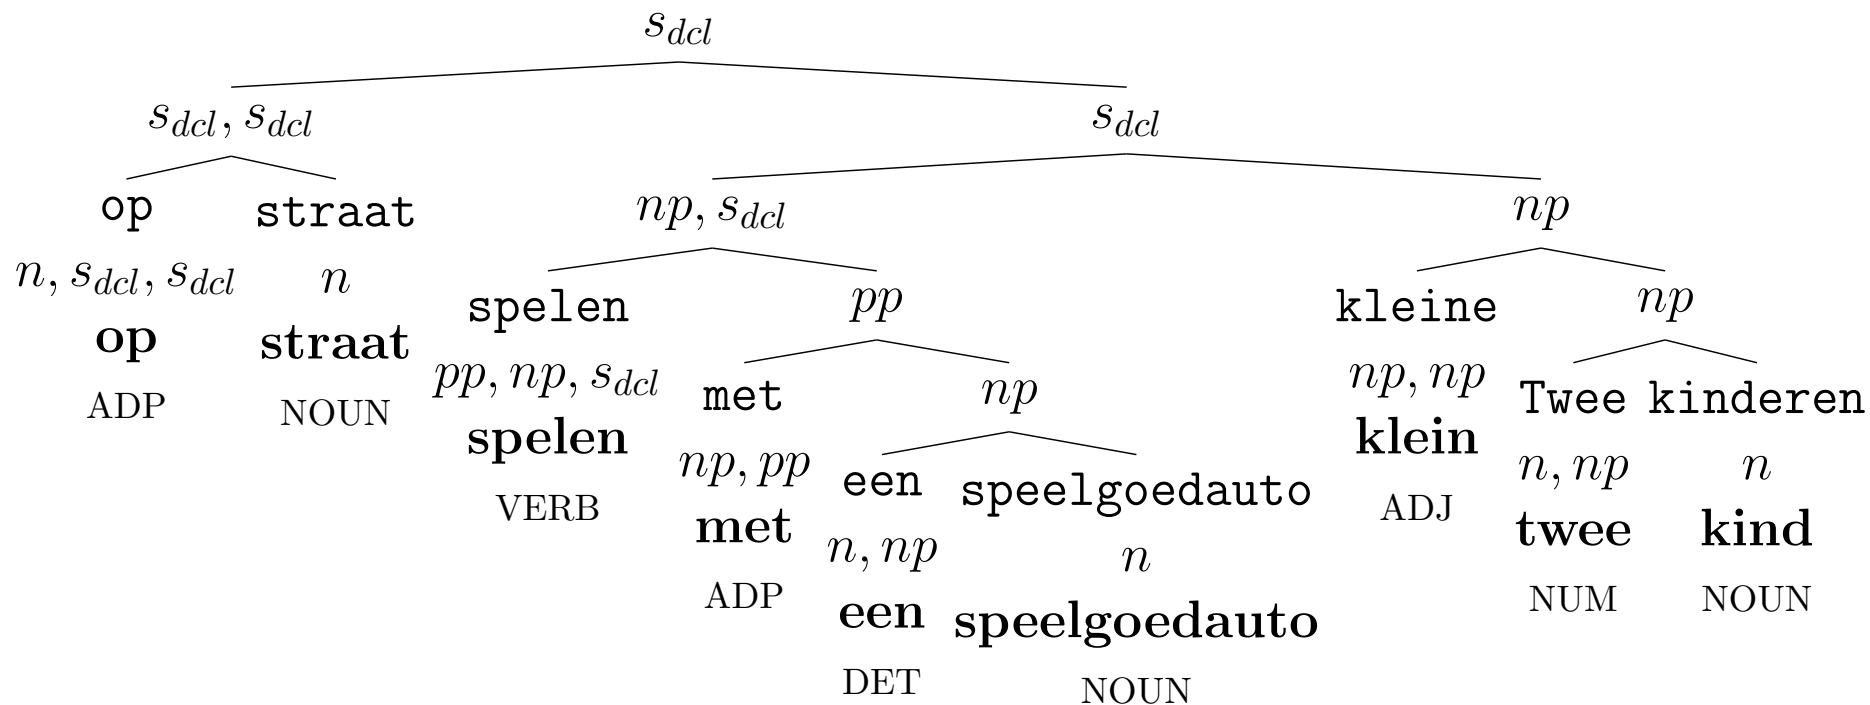 s_dcl
s_dcl, s_dcl s_dcl
op straat np, s_dcl np
n, s_dcl, s_dcl n spelen pp kleine np
op straat pp, np, s_dcl met np np, np Twee kinderen
ADP NOUN spelen np, pp een speelgoedauto klein n, np n
VERB met n, np n ADJ twee kind
ADP een speelgoedauto NUM NOUN
DET NOUN